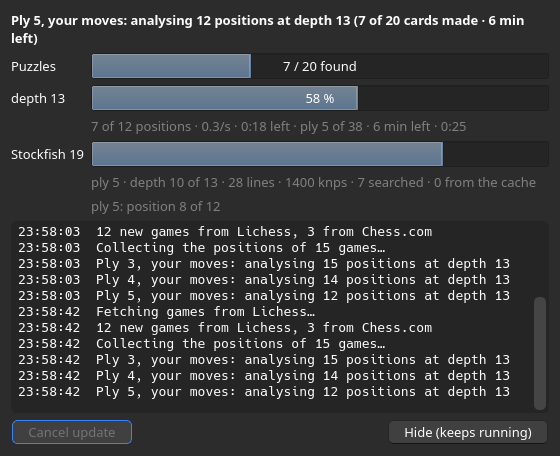 Ply 5, your moves: analysing 12 positions at depth 13 (7 of 20 cards made · 6 min
left)
Puzzles 7 / 20 found
depth 13 58 %
7 of 12 positions · 0.3/s · 0:18 left · ply 5 of 38 · 6 min left · 0:25
Stockfish 19
ply 5 · depth 10 of 13 · 28 lines · 1400 knps · 7 searched · 0 from the cache
ply 5: position 8 of 12
23:58:03 12 new games from Lichess, 3 from Chess.com
23:58:03 Collecting the positions of 15 games…
23:58:03 Ply 3, your moves: analysing 15 positions at depth 13
23:58:03 Ply 4, your moves: analysing 14 positions at depth 13
23:58:03 Ply 5, your moves: analysing 12 positions at depth 13
23:58:42 Fetching games from Lichess…
23:58:42 12 new games from Lichess, 3 from Chess.com
23:58:42 Collecting the positions of 15 games…
23:58:42 Ply 3, your moves: analysing 15 positions at depth 13
23:58:42 Ply 4, your moves: analysing 14 positions at depth 13
23:58:42 Ply 5, your moves: analysing 12 positions at depth 13
Cancel update Hide (keeps running)